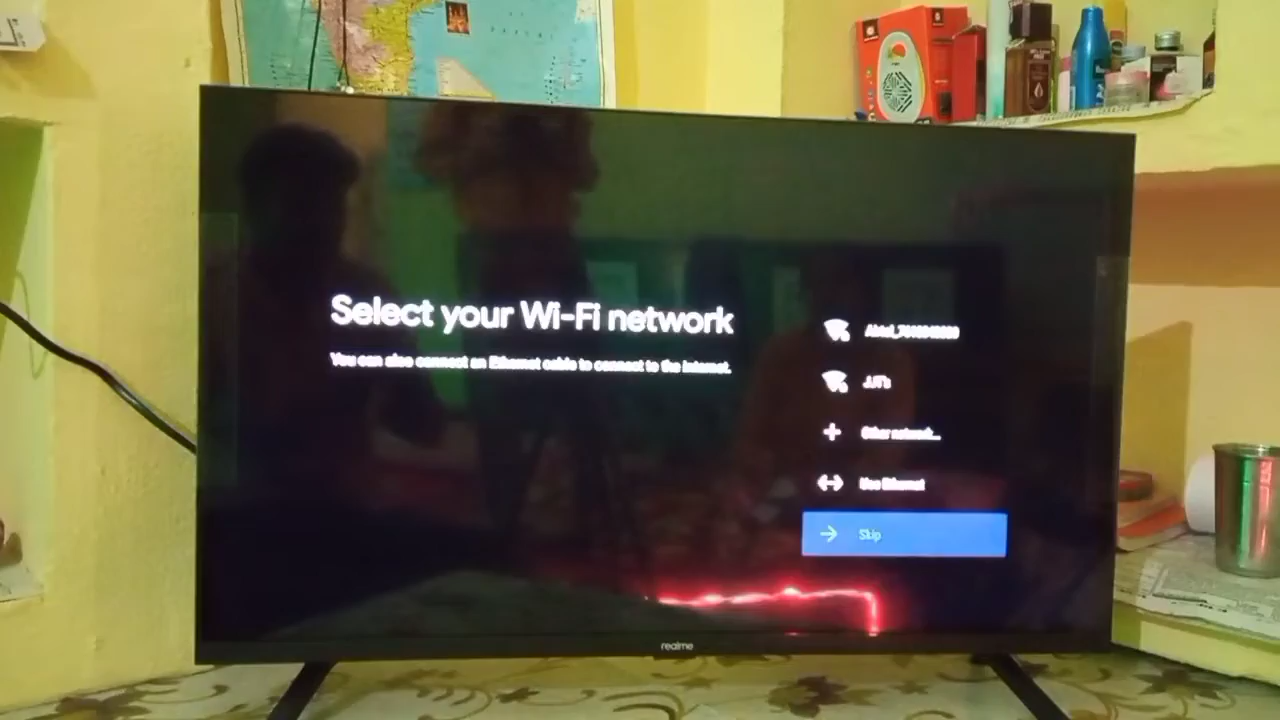 Select your Wi-Fi network
You can also connect an Ethernet cable to connect to the internet.
Other network...
Use Ethernet
Skip
realme